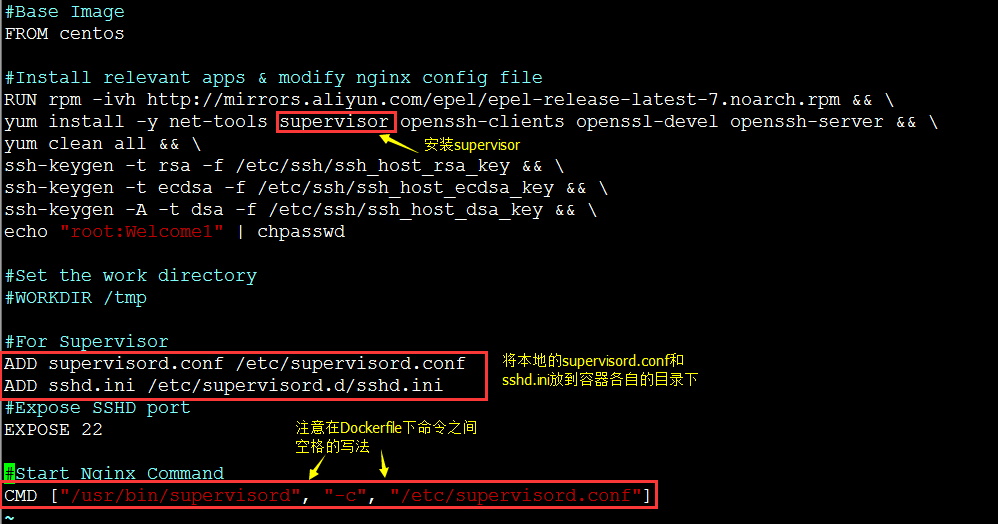 #Base Image
FROM centos
#Install relevant apps & modify nginx config file
RUN rpm -ivh http://mirrors.aliyun.com/epel/epel-release-latest-7.noarch.rpm && \
yum install -y net-tools supervisor openssh-clients openssl-devel openssh-server && \
yum clean all && \
安装supervisor
ssh-keygen -t rsa -f /etc/ssh/ssh_host_rsa_key && \
ssh-keygen -t ecdsa -f /etc/ssh/ssh_host_ecdsa_key && \
ssh-keygen -A -t dsa -f /etc/ssh/ssh_host_dsa_key && \
echo "root:Welcome1" | chpasswd
#Set the work directory
#WORKDIR /tmp
#For Supervisor
ADD supervisord.conf /etc/supervisord.conf
ADD sshd.ini /etc/supervisord.d/sshd.ini
将本地的supervisord.conf和
sshd.ini放到容器各自的目录下
#Expose SSHD port
EXPOSE 22
注意在Dockerfile下命令之间
空格的写法
#Start Nginx Command
CMD ["/usr/bin/supervisord", "-c", "/etc/supervisord.conf"]
~